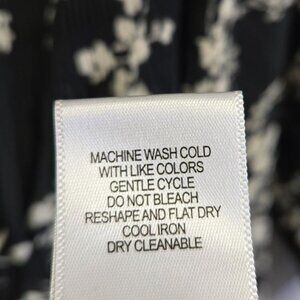 MACHINE WASH COLD
WITH LIKE COLORS
GENTLE CYCLE
DO NOT BLEACH
RESHAPE AND FLAT DRY
COOL IRON
DRY CLEANABLE